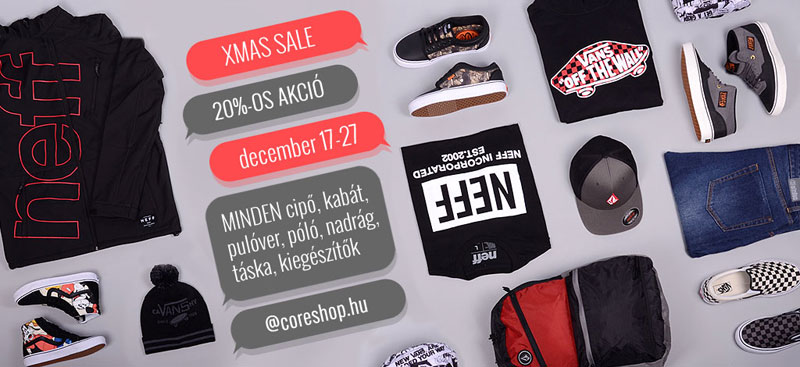 XMAS SALE
20%-OS AKCIÓ
december 17-27
MINDEN cipő, kabát,
pulóver, póló, nadrág,
táska, kiegészítők
@coreshop.hu
neff
NEFF
VANS
"OFF THE WALL"
NEFF INCORPORATED
EST.2002
NEFF
neff
VANS